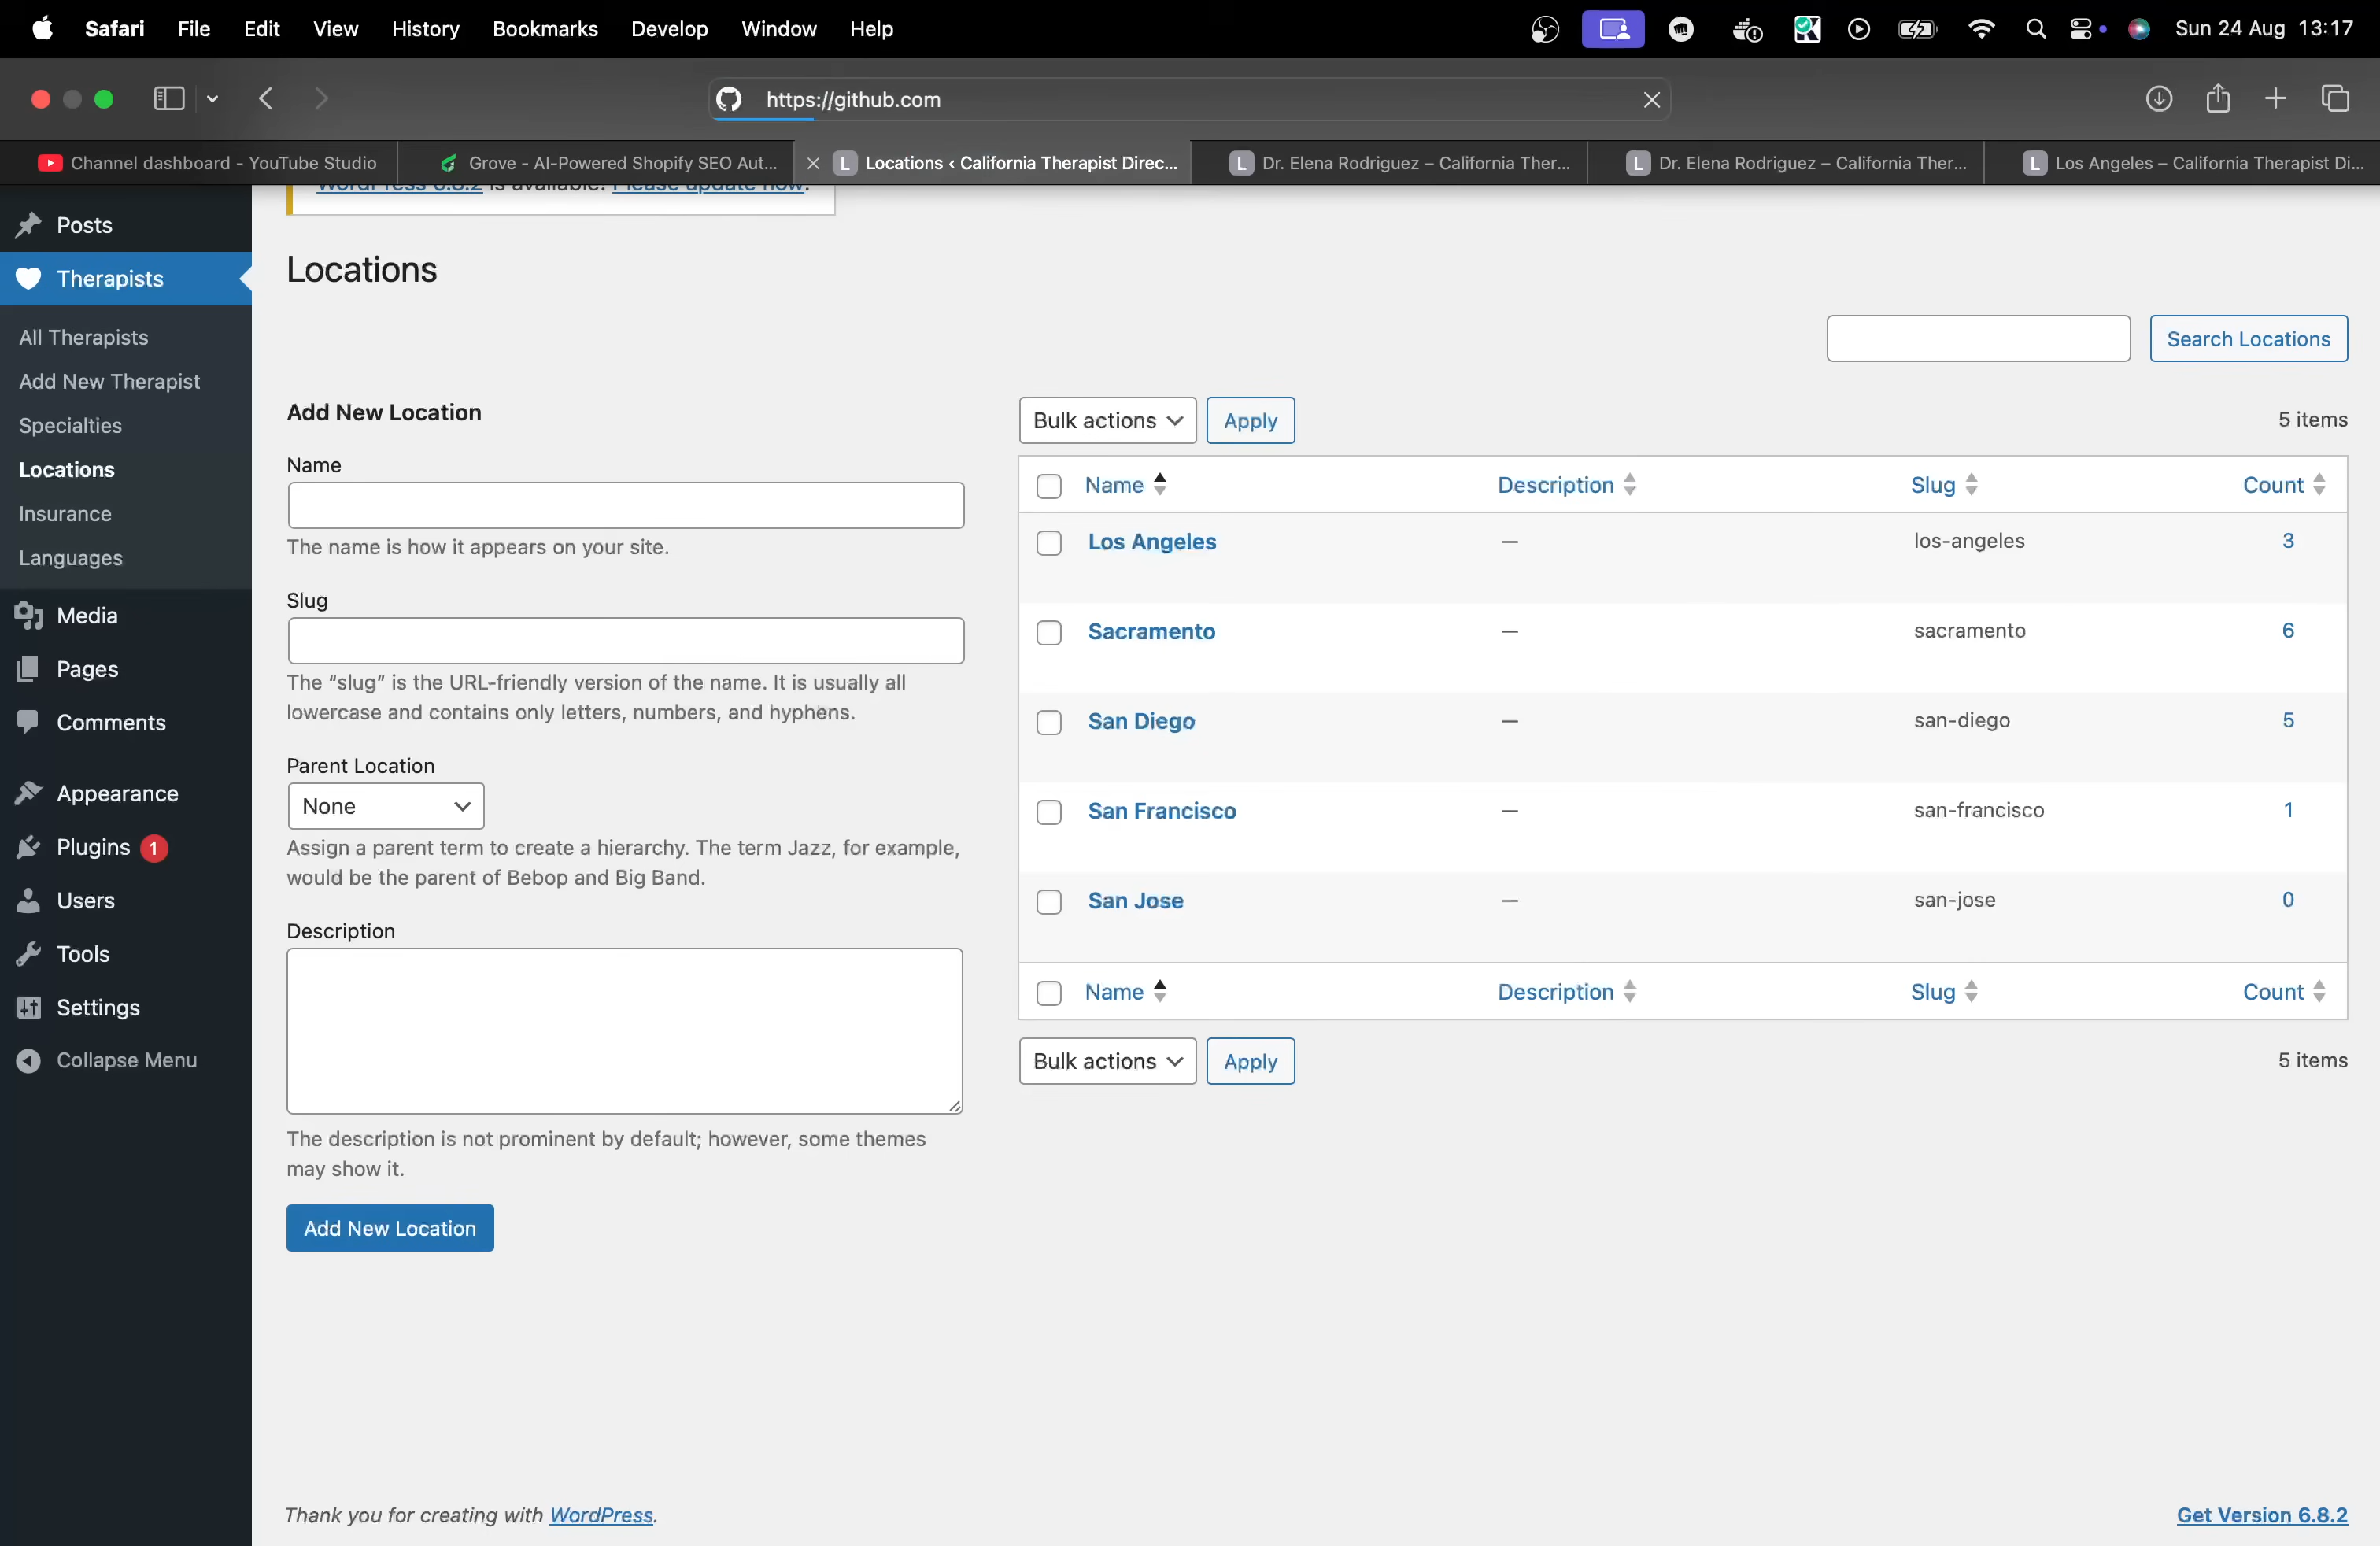 Safari File Edit View History Bookmarks Develop Window Help Sun 24 Aug 13:17
https://github.com
Channel dashboard - YouTube Studio
Grove - AI-Powered Shopify SEO Aut...
L Locations ‹ California Therapist Direc...
L Dr. Elena Rodriguez – California Ther...
L Dr. Elena Rodriguez – California Ther...
L Los Angeles – California Therapist Di...
WordPress 6.8.2 is available. Please update now.
Posts
Therapists
All Therapists
Add New Therapist
Specialties
Locations
Insurance
Languages
Media
Pages
Comments
Appearance
Plugins 1
Users
Tools
Settings
Collapse Menu
Locations
Search Locations
Add New Location
Name
The name is how it appears on your site.
Slug
The “slug” is the URL-friendly version of the name. It is usually all
lowercase and contains only letters, numbers, and hyphens.
Parent Location
None
Assign a parent term to create a hierarchy. The term Jazz, for example,
would be the parent of Bebop and Big Band.
Description
The description is not prominent by default; however, some themes
may show it.
Add New Location
Bulk actions Apply 5 items
Name Description Slug Count
Los Angeles — los-angeles 3
Sacramento — sacramento 6
San Diego — san-diego 5
San Francisco — san-francisco 1
San Jose — san-jose 0
Name Description Slug Count
Bulk actions Apply 5 items
Thank you for creating with WordPress.
Get Version 6.8.2